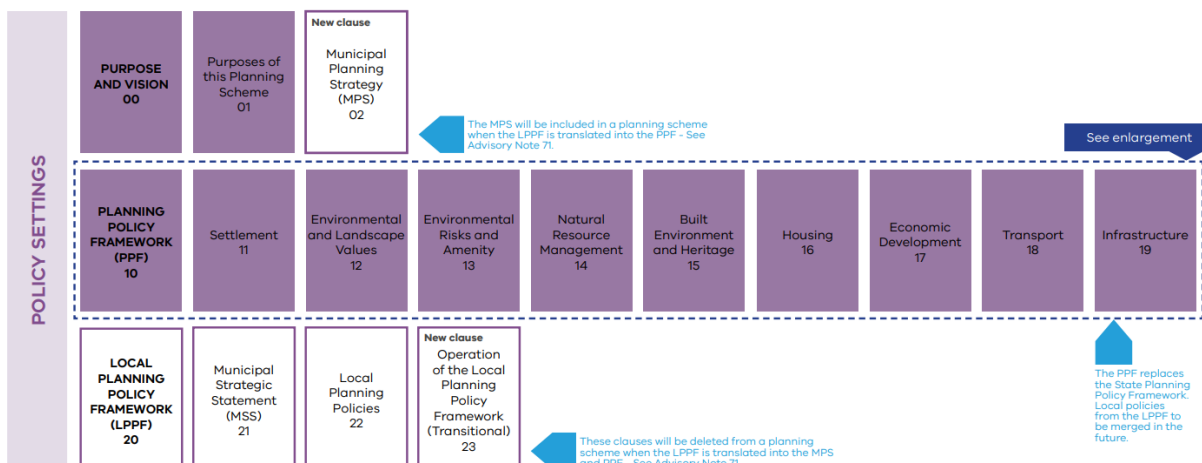 POLICY SETTINGS
PURPOSE
AND VISION
00
Purposes of
this Planning
Scheme
01
New clause
Municipal
Planning
Strategy
(MPS)
02
The MPS will be included in a planning scheme
when the LPPF is translated into the PPF - See
Advisory Note 71.
See enlargement
PLANNING
POLICY
FRAMEWORK
(PPF)
10
Settlement
11
Environmental
and Landscape
Values
12
Environmental
Risks and
Amenity
13
Natural
Resource
Management
14
Built
Environment
and Heritage
15
Housing
16
Economic
Development
17
Transport
18
Infrastructure
19
LOCAL
PLANNING
POLICY
FRAMEWORK
(LPPF)
20
Municipal
Strategic
Statement
(MSS)
21
Local
Planning
Policies
22
New clause
Operation
of the Local
Planning
Policy
Framework
(Transitional)
23
These clauses will be deleted from a planning
scheme when the LPPF is translated into the MPS
and PPF - See Advisory Note 71
The PPF replaces
the State Planning
Policy Framework.
Local policies
from the LPPF to
be merged in the
future.